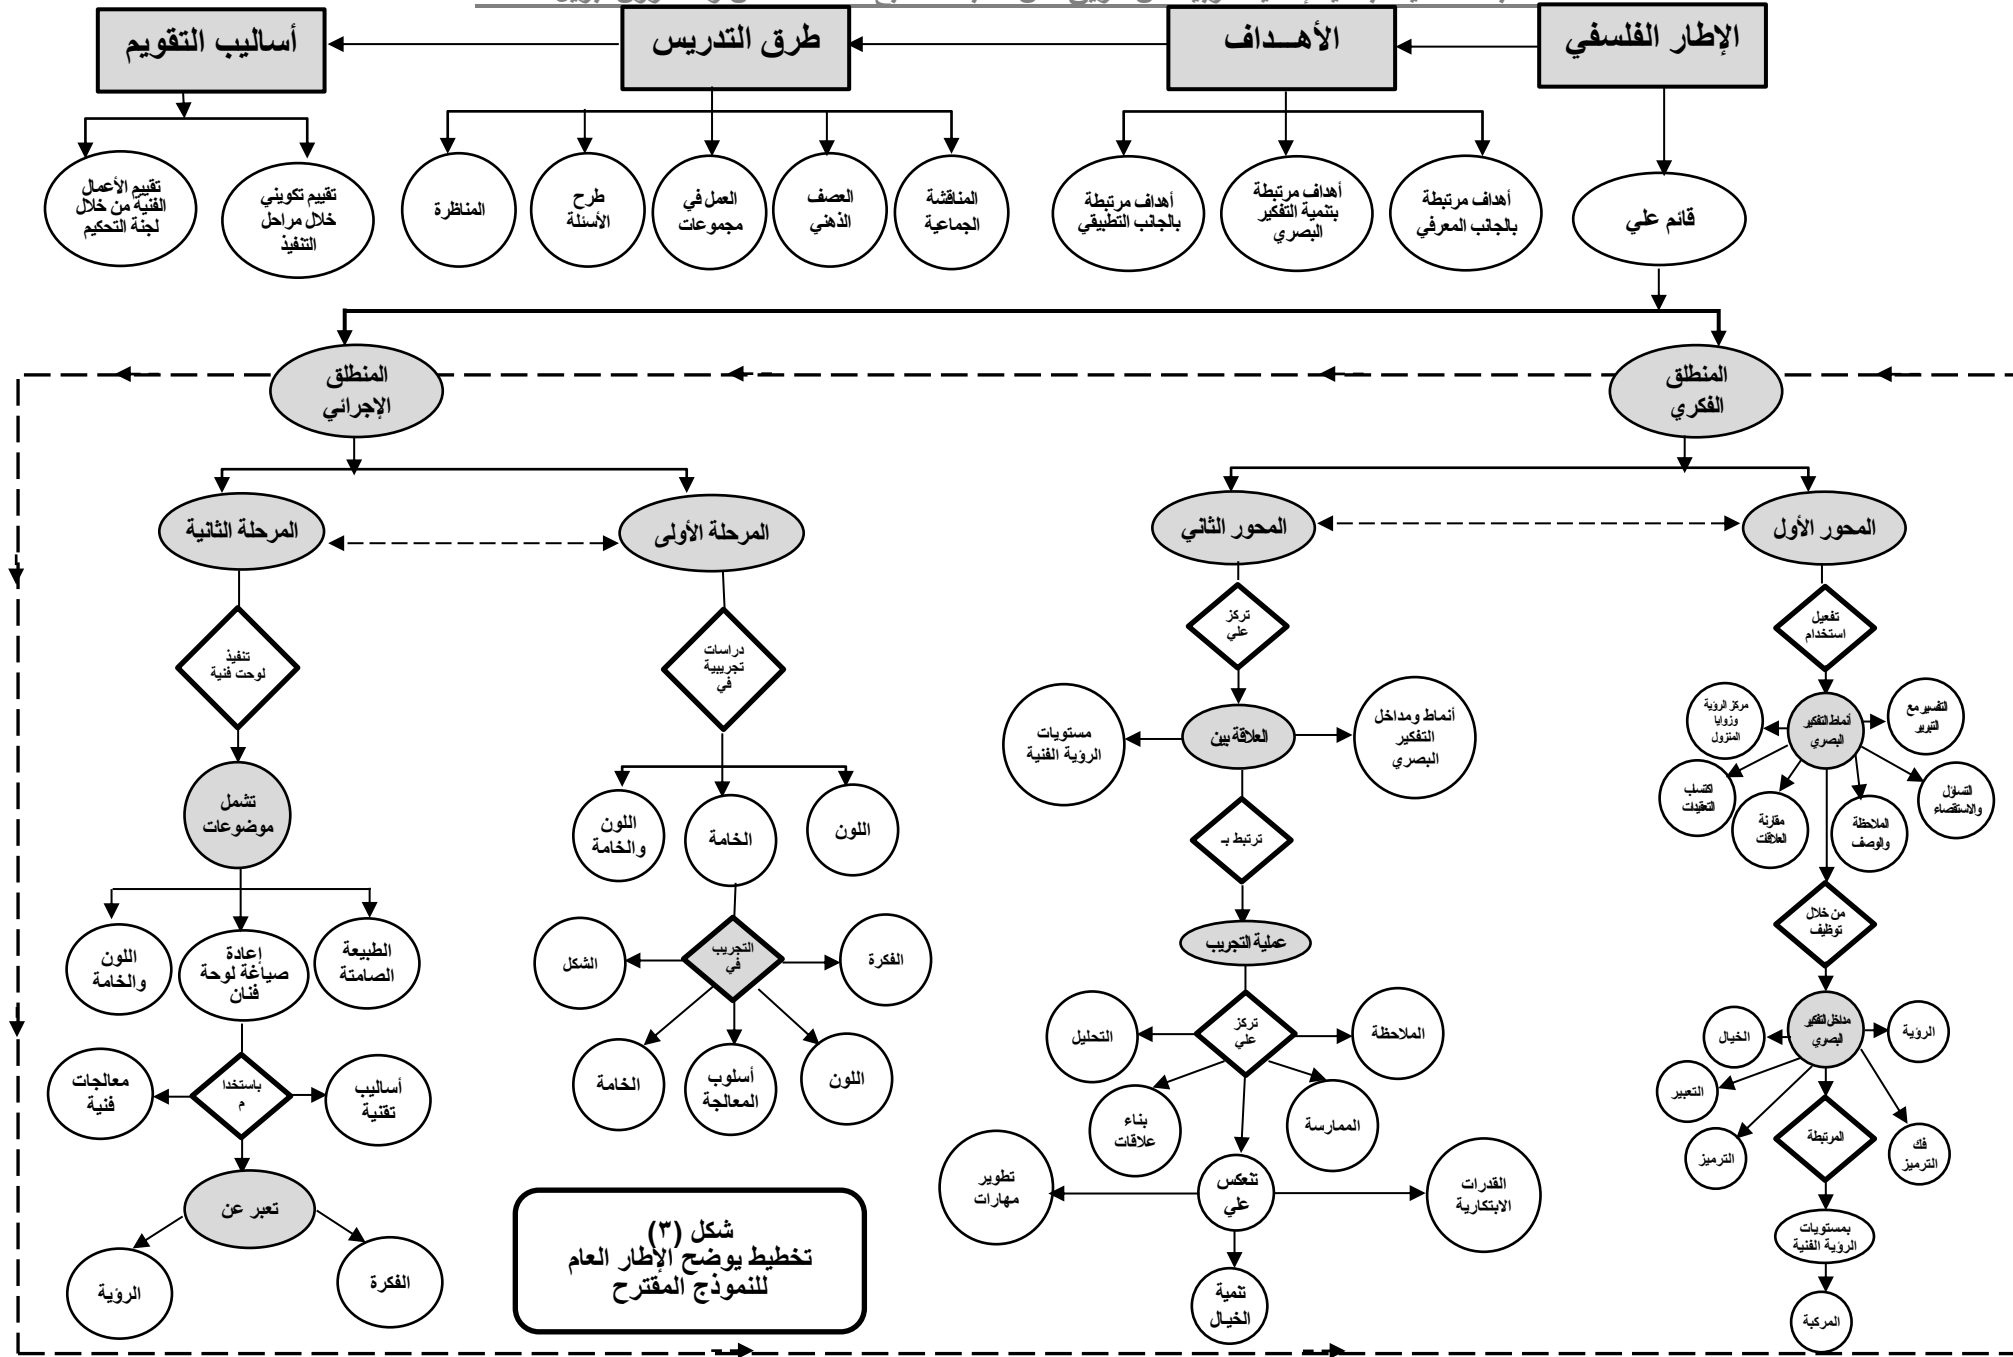 الإطار الفلسفي
الأهـــداف
طرق التدريس
أساليب التقويم
قائم علي
أهداف مرتبطة
بالجانب المعرفي
أهداف مرتبطة
بتنمية التفكير
البصري
أهداف مرتبطة
بالجانب التطبيقي
المناقشة
الجماعية
العصف
الذهني
العمل في
مجموعات
طرح
الأسئلة
المناظرة
تقييم تكويني
خلال مراحل
التنفيذ
تقييم الأعمال
الفنية من خلال
لجنة التحكيم
المنطلق
الفكري
المنطلق
الإجرائي
المحور الأول
المحور الثاني
المرحلة الأولى
المرحلة الثانية
تفعيل
استخدام
أنماط التفكير
البصري
التفسير مع
التبرير
التساؤل
والاستقصاء
الملاحظة
والوصف
مقارنة
العلاقات
اكتساب
التعقيدات
مركز الرؤية
وزوايا
المنزول
من خلال
توظيف
مداخل التفكير
البصري
الرؤية
الخيال
التعبير
الترميز
فك
الترميز
المرتبطة
بمستويات
الرؤية الفنية
المركبة
تركز
علي
العلاقة بين
أنماط ومداخل
التفكير
البصري
مستويات
الرؤية الفنية
ترتبط بـ
عملية التجريب
تركز
علي
الملاحظة
التحليل
الممارسة
بناء
علاقات
تنعكس
علي
القدرات
الابتكارية
تطوير
مهارات
تنمية
الخيال
دراسات
تجريبية
في
اللون
الخامة
اللون
والخامة
التجريب
في
الفكرة
الشكل
اللون
أسلوب
المعالجة
الخامة
تنفيذ
لوحت فنية
تشمل
موضوعات
الطبيعة
الصامتة
إعادة
صياغة لوحة
فنان
اللون
والخامة
باستخدا
م
أساليب
تقنية
معالجات
فنية
تعبر عن
الفكرة
الرؤية
شكل (٣)
تخطيط يوضح الإطار العام
للنموذج المقترح